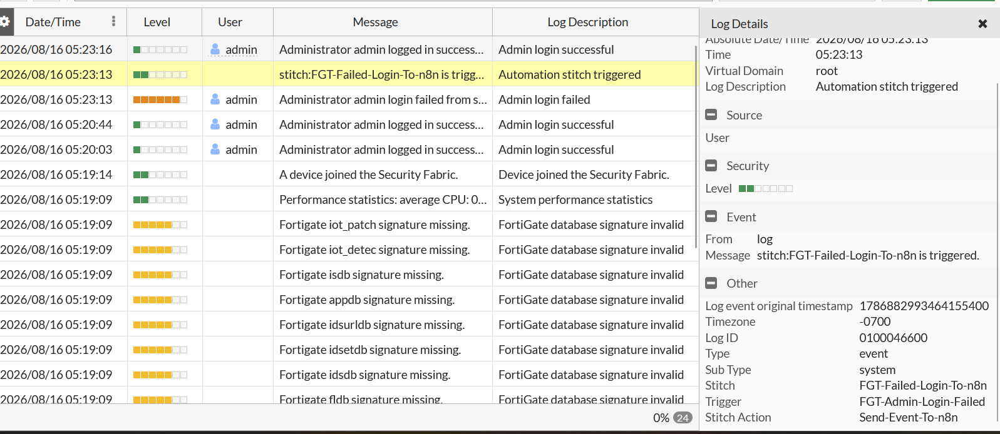 Date/Time Level User Message Log Description
2026/08/16 05:23:16 admin Administrator admin logged in success... Admin login successful
2026/08/16 05:23:13 stitch:FGT-Failed-Login-To-n8n is trigg... Automation stitch triggered
2026/08/16 05:23:13 admin Administrator admin login failed from s... Admin login failed
2026/08/16 05:20:44 admin Administrator admin logged in success... Admin login successful
2026/08/16 05:20:03 admin Administrator admin logged in success... Admin login successful
2026/08/16 05:19:14 A device joined the Security Fabric. Device joined the Security Fabric.
2026/08/16 05:19:09 Performance statistics: average CPU: 0... System performance statistics
2026/08/16 05:19:09 Fortigate iot_patch signature missing. FortiGate database signature invalid
2026/08/16 05:19:09 Fortigate iot_detec signature missing. FortiGate database signature invalid
2026/08/16 05:19:09 Fortigate isdb signature missing. FortiGate database signature invalid
2026/08/16 05:19:09 Fortigate appdb signature missing. FortiGate database signature invalid
2026/08/16 05:19:09 Fortigate idsurldb signature missing. FortiGate database signature invalid
2026/08/16 05:19:09 Fortigate idsetdb signature missing. FortiGate database signature invalid
2026/08/16 05:19:09 Fortigate idsdb signature missing. FortiGate database signature invalid
2026/08/16 05:19:09 Fortigate fldb signature missing. FortiGate database signature invalid
0% 24
Log Details
Absolute Date/Time 2026/08/16 05:23:13
Time 05:23:13
Virtual Domain root
Log Description Automation stitch triggered
Source
User
Security
Level
Event
From log
Message stitch:FGT-Failed-Login-To-n8n is triggered.
Other
Log event original timestamp 1786882993464155400
Timezone -0700
Log ID 0100046600
Type event
Sub Type system
Stitch FGT-Failed-Login-To-n8n
Trigger FGT-Admin-Login-Failed
Stitch Action Send-Event-To-n8n